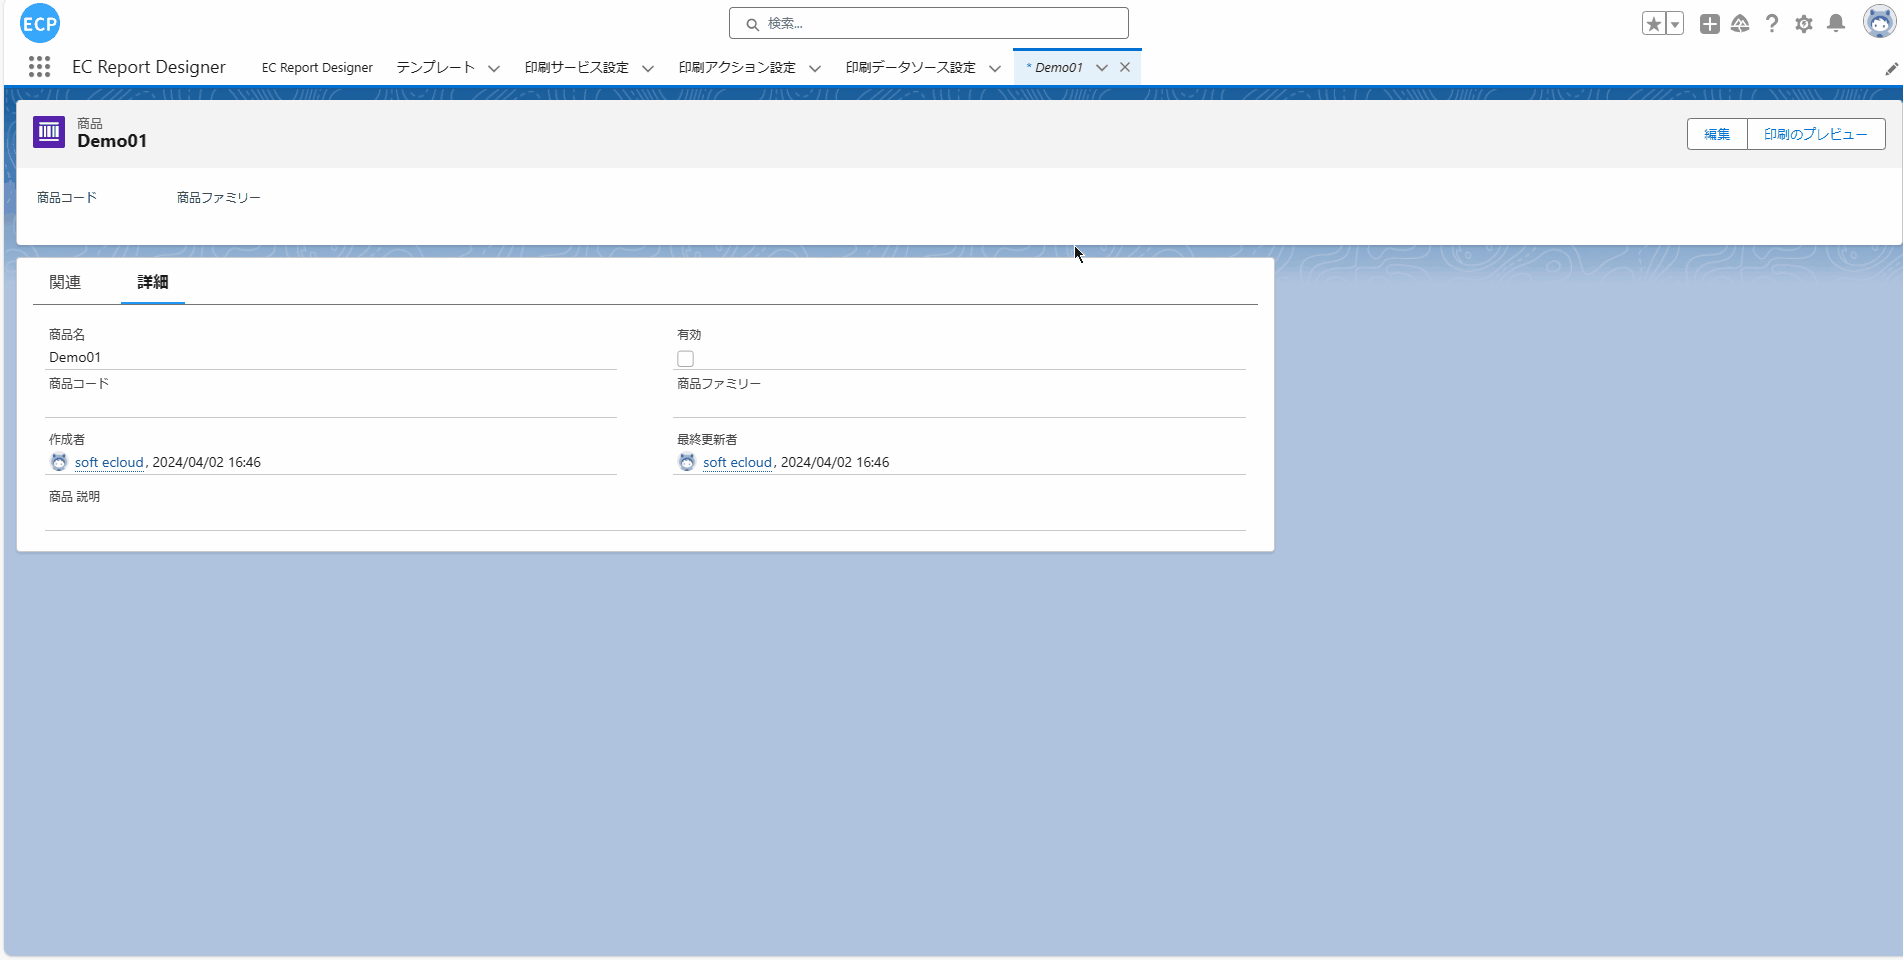 ECP
検索...
EC Report Designer EC Report Designer テンプレート 印刷サービス設定 印刷アクション設定 印刷データソース設定 * Demo01
商品
Demo01
編集 印刷のプレビュー
商品コード 商品ファミリー
関連 詳細
商品名 有効
Demo01
商品コード 商品ファミリー
作成者 最終更新者
soft ecloud, 2024/04/02 16:46 soft ecloud, 2024/04/02 16:46
商品 説明